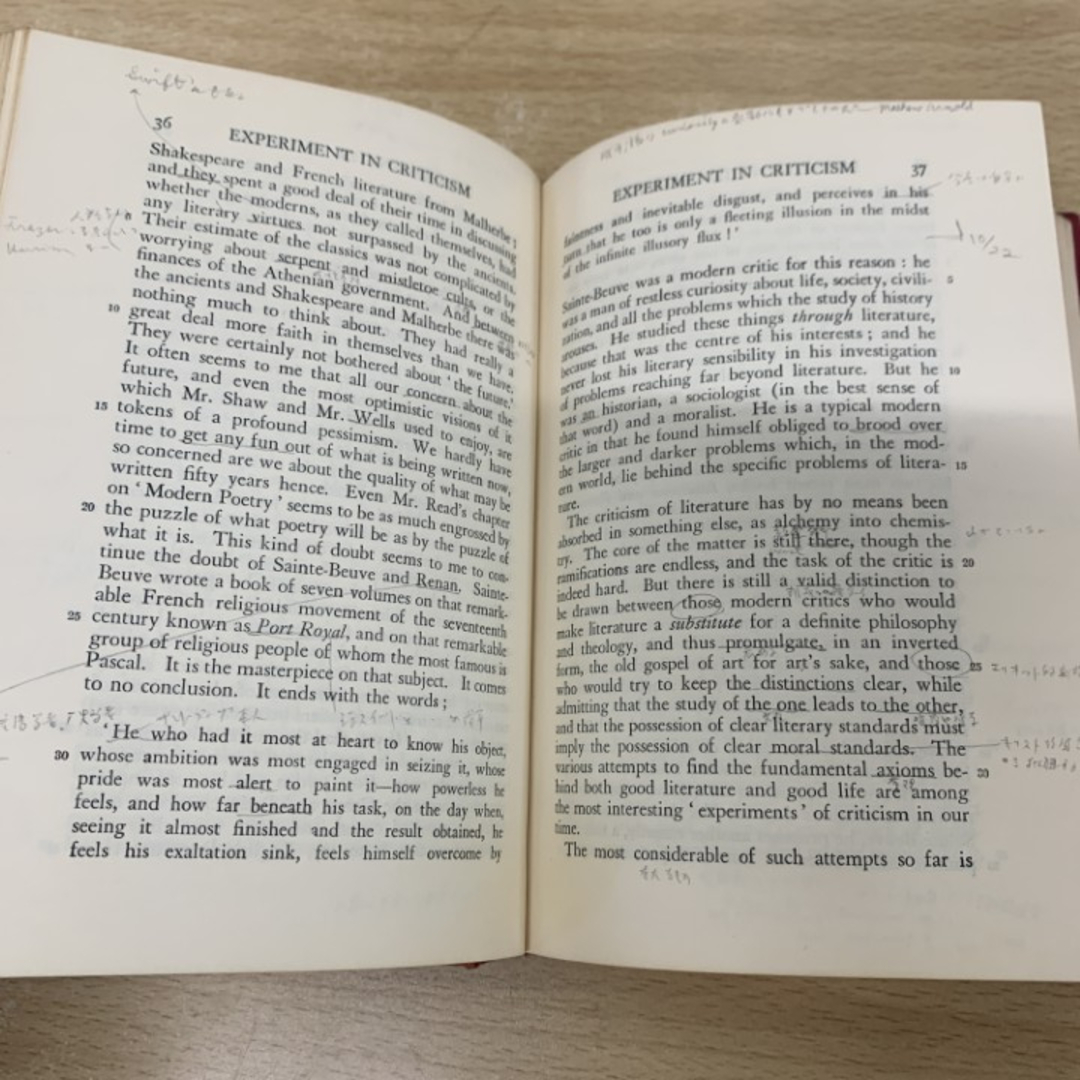 36
EXPERIMENT IN CRITICISM
Shakespeare and French literature from Malherbe;
and they spent a good deal of their time in discussing
whether the moderns, as they called themselves, had
any literary virtues not surpassed by the ancients.
Their estimate of the classics was not complicated by
worrying about serpent and mistletoe cults, or the
finances of the Athenian government. And between
the ancients and Shakespeare and Malherbe there was
nothing much to think about. They had really a
10 great deal more faith in themselves than we have.
They were certainly not bothered about 'the future.'
It often seems to me that all our concern about the
future, and even the most optimistic visions of it
which Mr. Shaw and Mr. Wells used to enjoy, are
15 tokens of a profound pessimism. We hardly have
time to get any fun out of what is being written now,
so concerned are we about the quality of what may be
written fifty years hence. Even Mr. Read's chapter
on 'Modern Poetry' seems to be as much engrossed by
20 the puzzle of what poetry will be as by the puzzle of
what it is. This kind of doubt seems to me to con-
tinue the doubt of Sainte-Beuve and Renan. Sainte-
Beuve wrote a book of seven volumes on that remark-
able French religious movement of the seventeenth
25 century known as Port Royal, and on that remarkable
group of religious people of whom the most famous is
Pascal. It is the masterpiece on that subject. It comes
to no conclusion. It ends with the words;
'He who had it most at heart to know his object,
30 whose ambition was most engaged in seizing it, whose
pride was most alert to paint it—how powerless he
feels, and how far beneath his task, on the day when,
seeing it almost finished and the result obtained, he
feels his exaltation sink, feels himself overcome by
EXPERIMENT IN CRITICISM
37
faintness and inevitable disgust, and perceives in his
turn that he too is only a fleeting illusion in the midst
of the infinite illusory flux!'
10/22
Sainte-Beuve was a modern critic for this reason: he
was a man of restless curiosity about life, society, civili- 5
zation, and all the problems which the study of history
arouses. He studied these things through literature,
because that was the centre of his interests; and he
never lost his literary sensibility in his investigation
of problems reaching far beyond literature. But he 10
was an historian, a sociologist (in the best sense of
that word) and a moralist. He is a typical modern
critic in that he found himself obliged to brood over
the larger and darker problems which, in the mod-
ern world, lie behind the specific problems of litera- 15
ture.
The criticism of literature has by no means been
absorbed in something else, as alchemy into chemis-
try. The core of the matter is still there, though the
ramifications are endless, and the task of the critic is 20
indeed hard. But there is still a valid distinction to
be drawn between those modern critics who would
make literature a substitute for a definite philosophy
and theology, and thus promulgate, in an inverted
form, the old gospel of art for art's sake, and those 25
who would try to keep the distinctions clear, while
admitting that the study of the one leads to the other,
and that the possession of clear literary standards must
imply the possession of clear moral standards. The
various attempts to find the fundamental axioms be- 30
hind both good literature and good life are among
the most interesting 'experiments' of criticism in our
time.
The most considerable of such attempts so far is